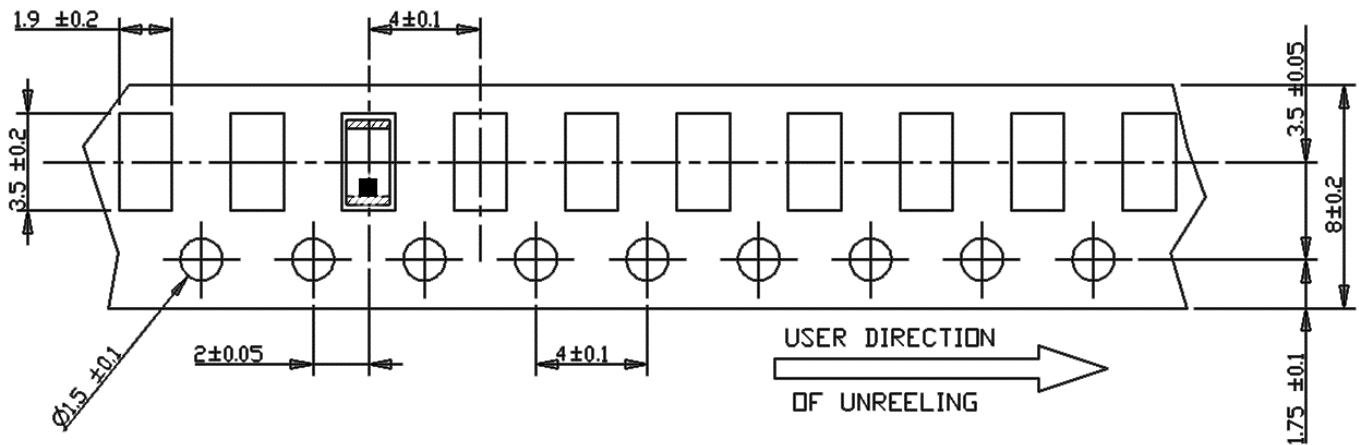 1.9 ±0.2
4±0.1
3.5 ±0.2
3.5 ±0.05
8±0.2
Ø1.5 ±0.1
2±0.05
4±0.1
1.75 ±0.1
USER DIRECTION
OF UNREELING